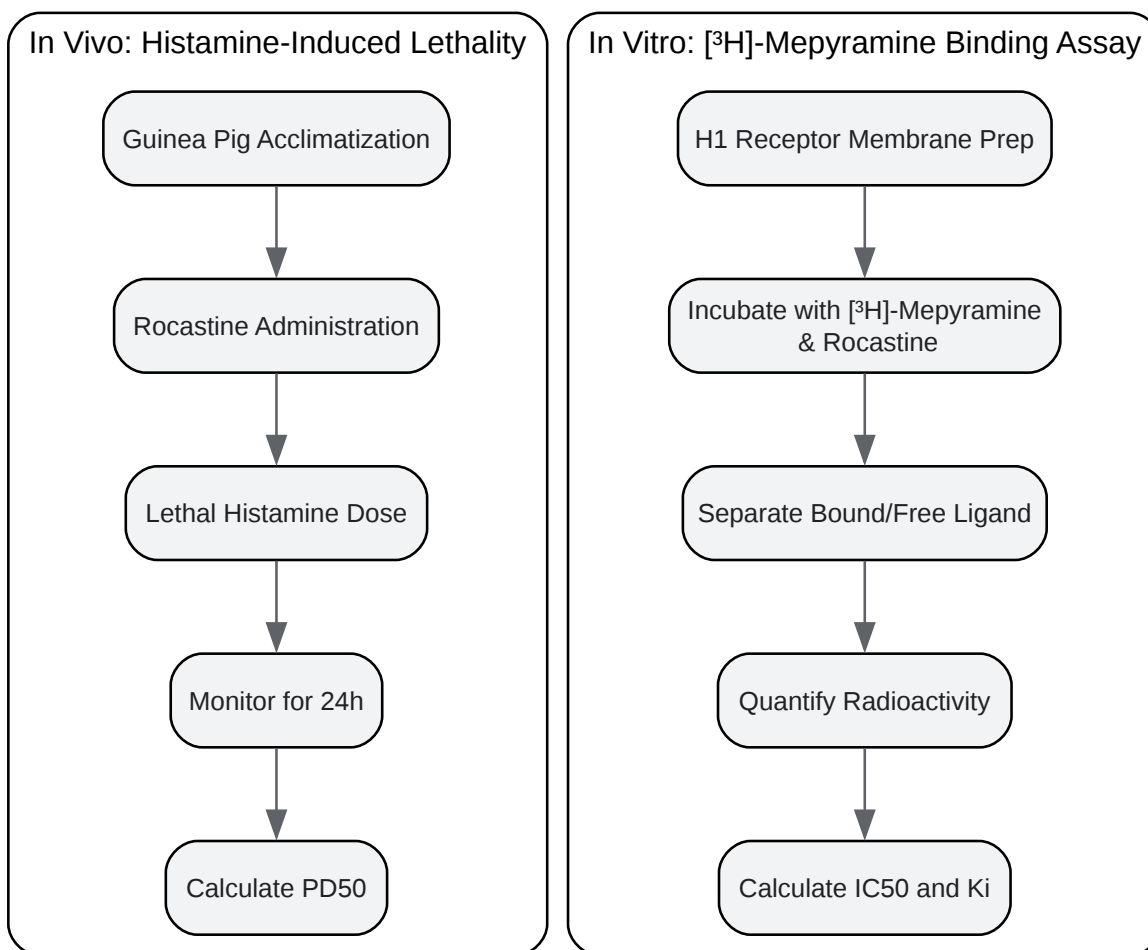 In Vivo: Histamine-Induced Lethality
Guinea Pig Acclimatization
Rocastine Administration
Lethal Histamine Dose
Monitor for 24h
Calculate PD50
In Vitro: [³H]-Mepyramine Binding Assay
H1 Receptor Membrane Prep
Incubate with [³H]-Mepyramine
& Rocastine
Separate Bound/Free Ligand
Quantify Radioactivity
Calculate IC50 and Ki